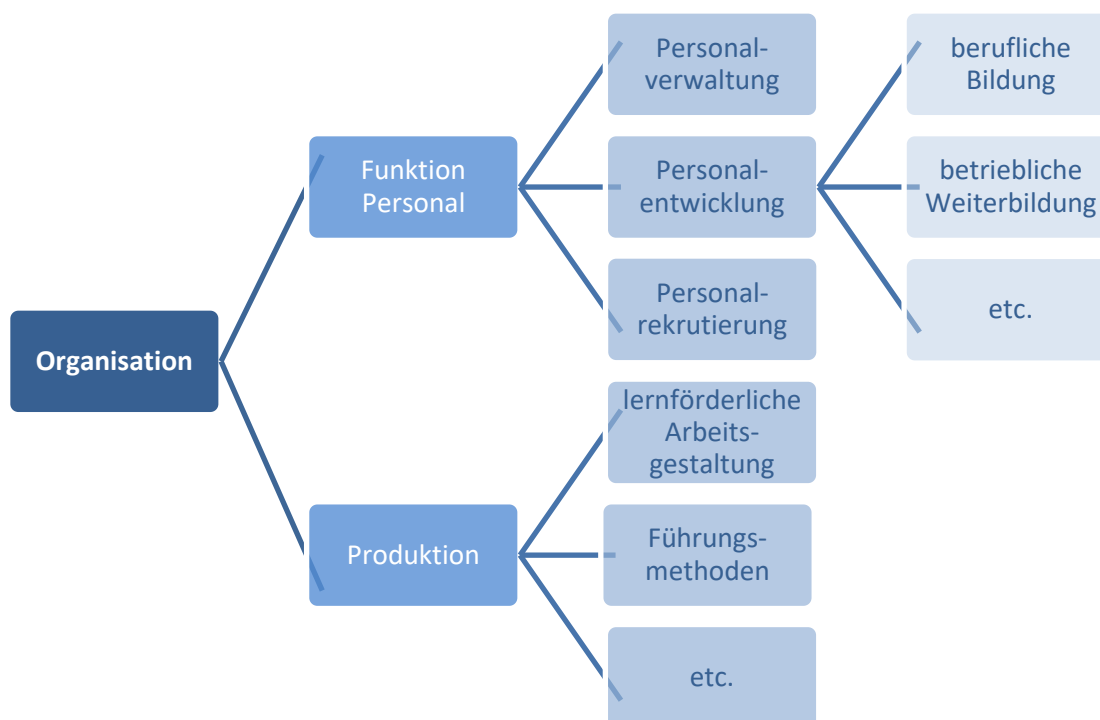 Organisation
Funktion
Personal
Personal-
verwaltung
Personal-
entwicklung
berufliche
Bildung
betriebliche
Weiterbildung
etc.
Personal-
rekrutierung
Produktion
lernförderliche
Arbeits-
gestaltung
Führungs-
methoden
etc.